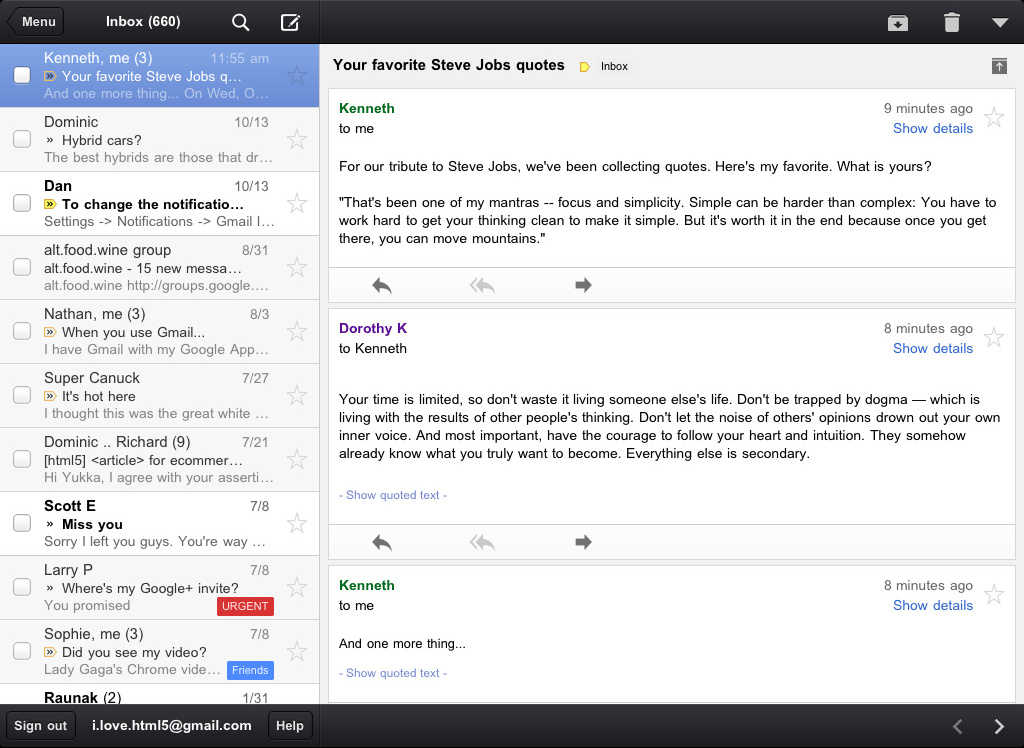 Menu
Inbox (660)
Kenneth, me (3) 11:55 am
» Your favorite Steve Jobs q…
And one more thing... On Wed, O…
Dominic 10/13
» Hybrid cars?
The best hybrids are those that dr…
Dan 10/13
» To change the notificatio…
Settings -> Notifications -> Gmail I…
alt.food.wine group 8/31
alt.food.wine - 15 new messa…
alt.food.wine http://groups.google.…
Nathan, me (3) 8/3
» When you use Gmail...
I have Gmail with my Google App…
Super Canuck 7/27
» It's hot here
I thought this was the great white …
Dominic .. Richard (9) 7/21
[html5] <article> for ecommer…
Hi Yukka, I agree with your asserti…
Scott E 7/8
» Miss you
Sorry I left you guys. You're way …
Larry P 7/8
» Where's my Google+ invite?
You promised URGENT
Sophie, me (3) 7/8
» Did you see my video?
Lady Gaga's Chrome vide… Friends
Raunak (2) 1/31
Sign out
i.love.html5@gmail.com
Help
Your favorite Steve Jobs quotes Inbox
Kenneth 9 minutes ago
to me Show details
For our tribute to Steve Jobs, we've been collecting quotes. Here's my favorite. What is yours?
"That's been one of my mantras -- focus and simplicity. Simple can be harder than complex: You have to
work hard to get your thinking clean to make it simple. But it's worth it in the end because once you get
there, you can move mountains."
Dorothy K 8 minutes ago
to Kenneth Show details
Your time is limited, so don't waste it living someone else's life. Don't be trapped by dogma — which is
living with the results of other people's thinking. Don't let the noise of others' opinions drown out your own
inner voice. And most important, have the courage to follow your heart and intuition. They somehow
already know what you truly want to become. Everything else is secondary.
- Show quoted text -
Kenneth 8 minutes ago
to me Show details
And one more thing...
- Show quoted text -